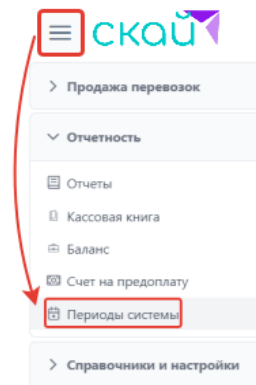 скай
Продажа перевозок
Отчетность
Отчеты
Кассовая книга
Баланс
Счет на предоплату
Периоды системы
Справочники и настройки